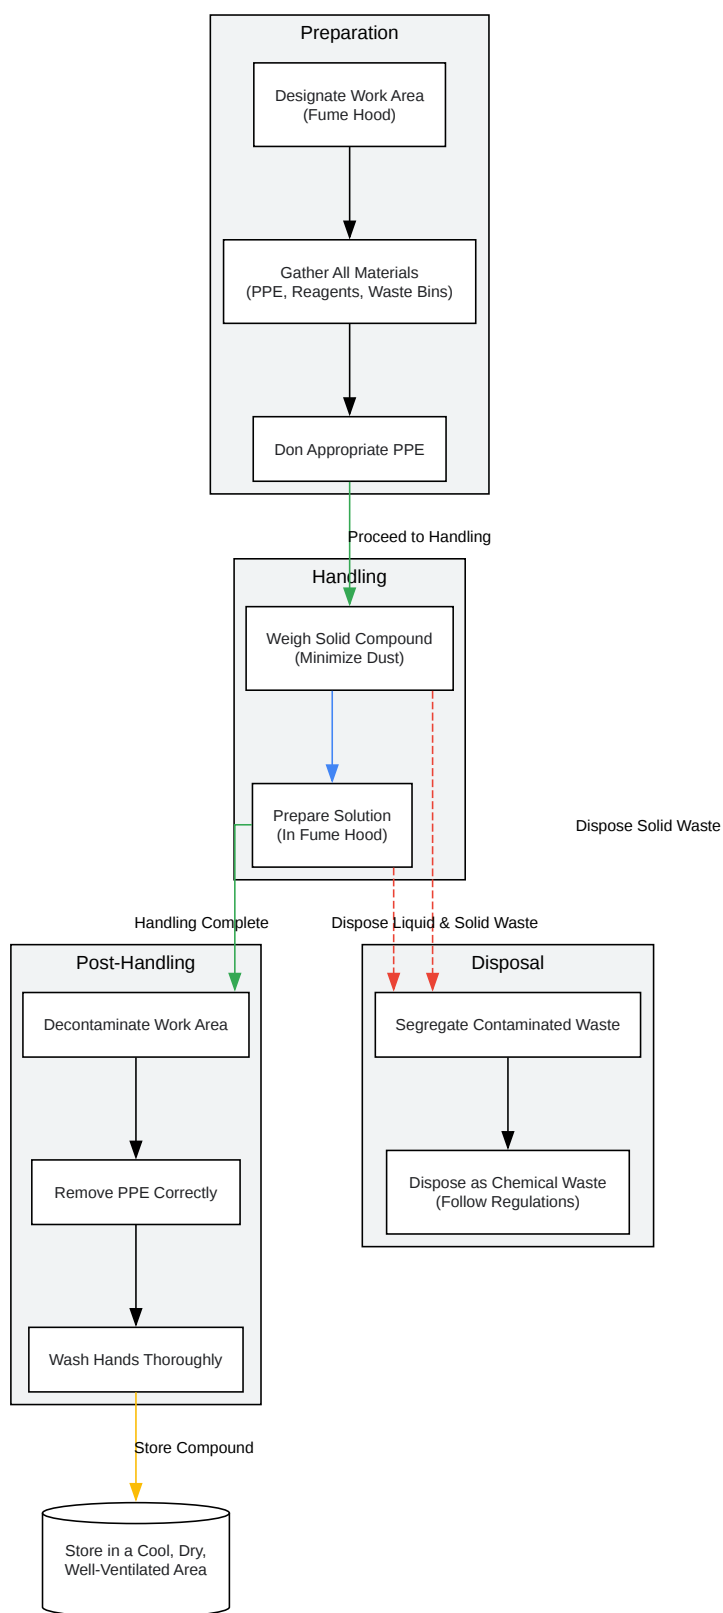 Preparation
Designate Work Area
(Fume Hood)
Gather All Materials
(PPE, Reagents, Waste Bins)
Don Appropriate PPE
Proceed to Handling
Handling
Weigh Solid Compound
(Minimize Dust)
Prepare Solution
(In Fume Hood)
Dispose Solid Waste
Handling Complete
Dispose Liquid & Solid Waste
Post-Handling
Decontaminate Work Area
Remove PPE Correctly
Wash Hands Thoroughly
Disposal
Segregate Contaminated Waste
Dispose as Chemical Waste
(Follow Regulations)
Store Compound
Store in a Cool, Dry,
Well-Ventilated Area